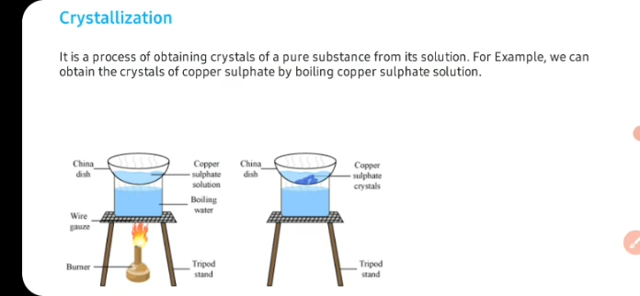 Crystallization
It is a process of obtaining crystals of a pure substance from its solution. For Example, we can
obtain the crystals of copper sulphate by boiling copper sulphate solution.
China
dish
Copper
sulphate
solution
Boiling
water
Wire
gauze
Burner
Tripod
stand
China
dish
Copper
sulphate
crystals
Tripod
stand